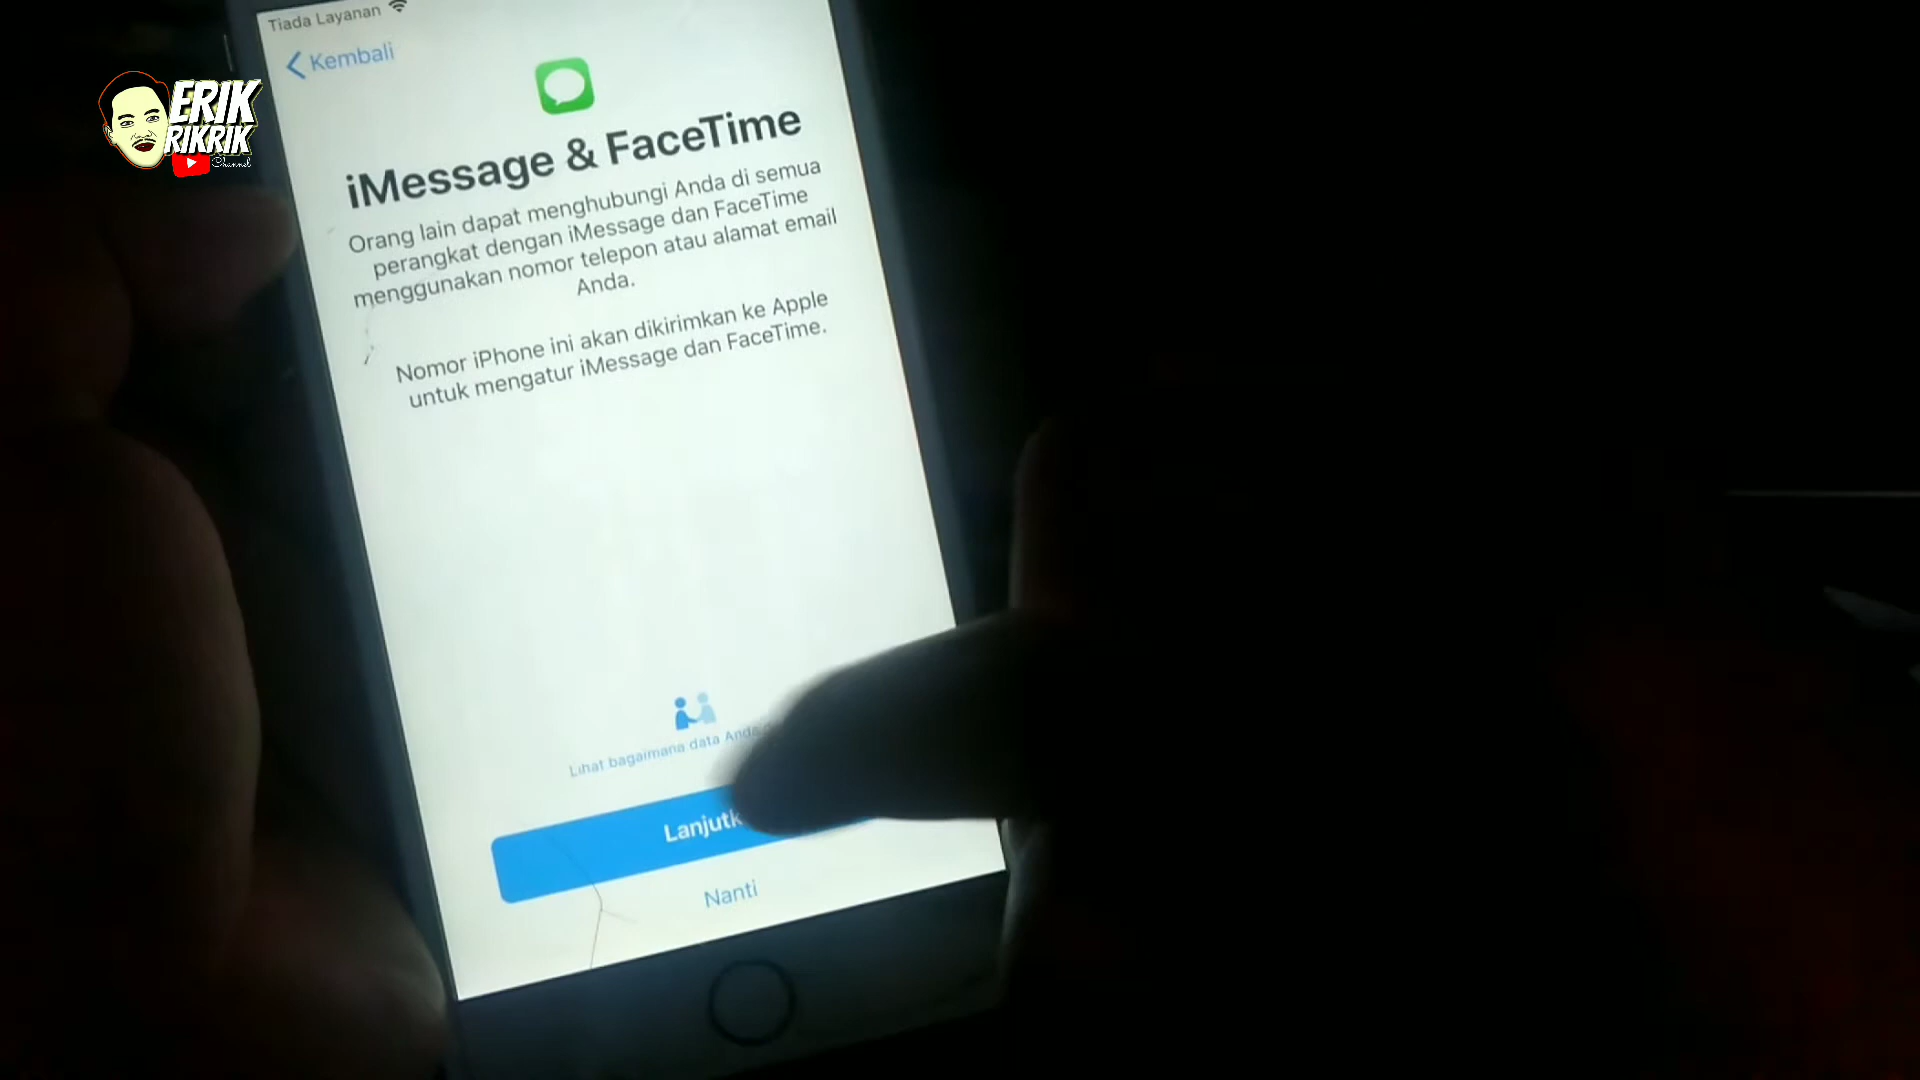 Tiada Layanan
Kembali
ERIK
RIKRIK
Channel
iMessage & FaceTime
Orang lain dapat menghubungi Anda di semua
perangkat dengan iMessage dan FaceTime
menggunakan nomor telepon atau alamat email
Anda.
Nomor iPhone ini akan dikirimkan ke Apple
untuk mengatur iMessage dan FaceTime.
Lihat bagaimana data Anda
Lanjutk
Nanti